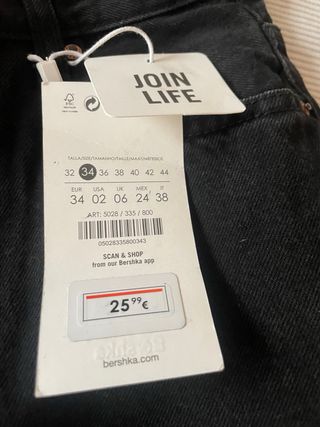 JOIN
LIFE
TALLA/SIZE/TAMANHO/TAILLE/MAAT/MĖRETE/BLK
32 34 36 38 40 42 44
EUR USA UK MEX IT
34 02 06 24 38
ART: 5028 / 335 / 800
05028335800343
SCAN & SHOP
from our Bershka app
25⁹⁹€
Bershka
bershka.com